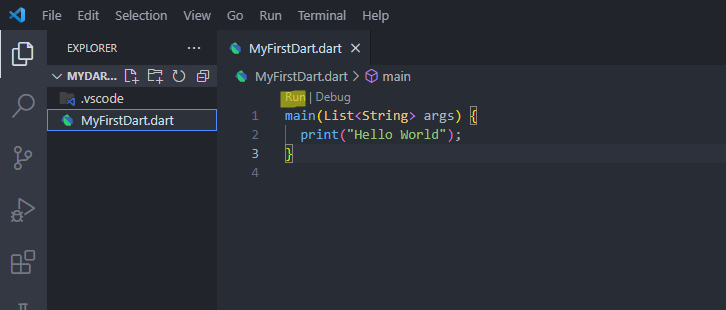 File Edit Selection View Go Run Terminal Help
EXPLORER
MyFirstDart.dart
MYDAR...
MyFirstDart.dart > main
.vscode
MyFirstDart.dart
Run | Debug
1 main(List<String> args) {
2 print("Hello World");
3 }
4